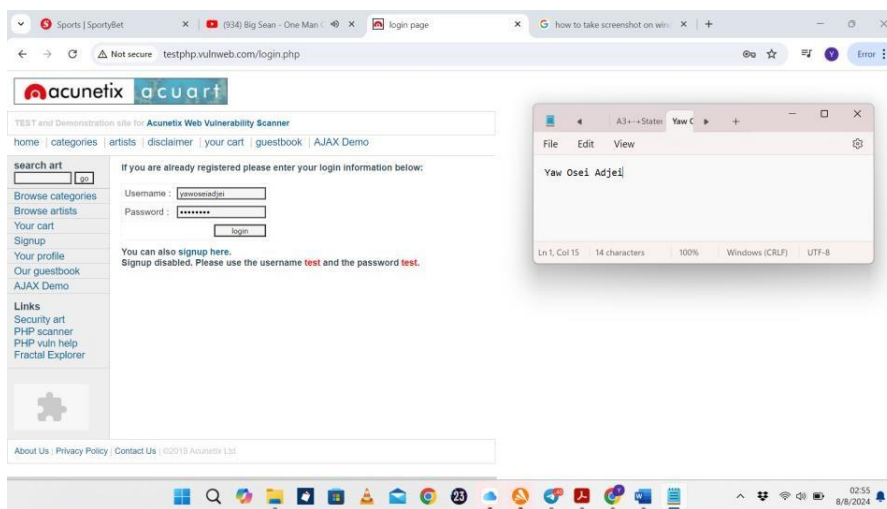 Sports | SportyBet
(934) Big Sean - One Man C
login page
how to take screenshot on win
Not secure testphp.vulnweb.com/login.php
Error
acunetix acuart
TEST and Demonstration site for Acunetix Web Vulnerability Scanner
home | categories | artists | disclaimer | your cart | guestbook | AJAX Demo
search art
go
Browse categories
Browse artists
Your cart
Signup
Your profile
Our guestbook
AJAX Demo
Links
Security art
PHP scanner
PHP vuln help
Fractal Explorer
If you are already registered please enter your login information below:
Username : yawoseiadjei
Password : ••••••••
login
You can also signup here.
Signup disabled. Please use the username test and the password test.
About Us | Privacy Policy | Contact Us | ©2019 Acunetix Ltd
A3+-+Stater Yaw C
File Edit View
Yaw Osei Adjei
Ln 1, Col 15 14 characters 100% Windows (CRLF) UTF-8
02:55
8/8/2024